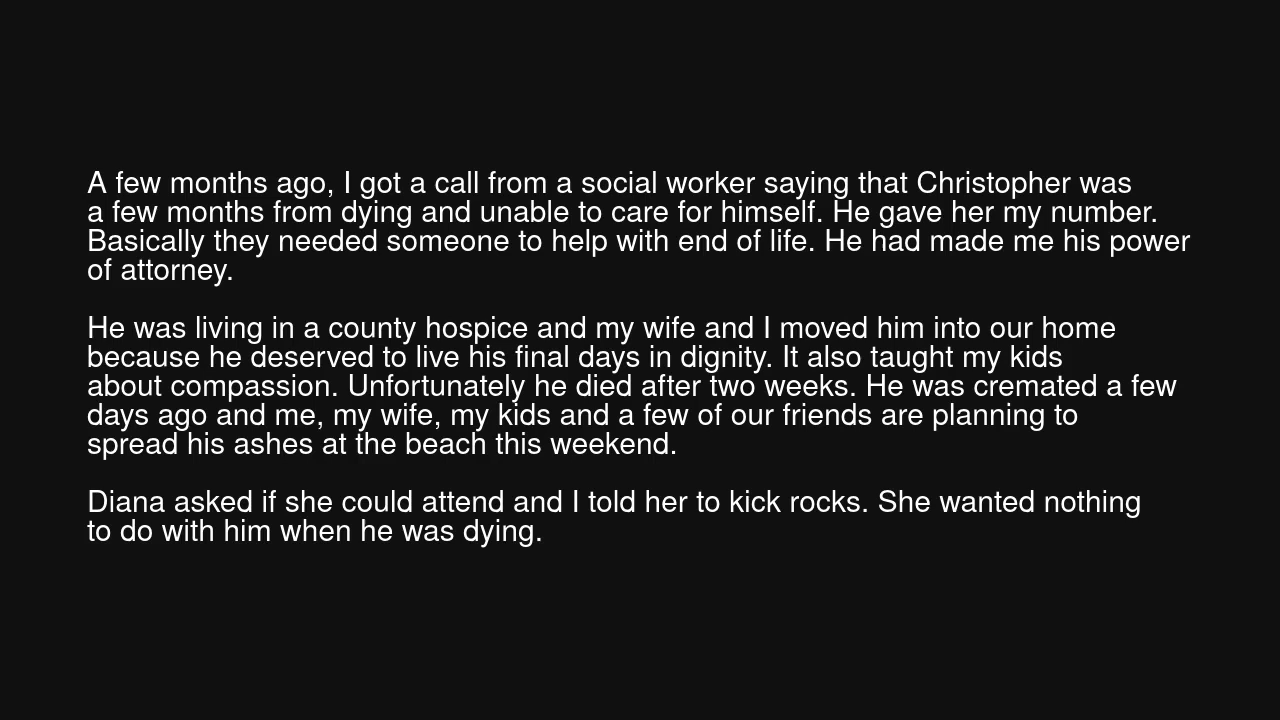 A few months ago, I got a call from a social worker saying that Christopher was
a few months from dying and unable to care for himself. He gave her my number.
Basically they needed someone to help with end of life. He had made me his power
of attorney.
He was living in a county hospice and my wife and I moved him into our home
because he deserved to live his final days in dignity. It also taught my kids
about compassion. Unfortunately he died after two weeks. He was cremated a few
days ago and me, my wife, my kids and a few of our friends are planning to
spread his ashes at the beach this weekend.
Diana asked if she could attend and I told her to kick rocks. She wanted nothing
to do with him when he was dying.